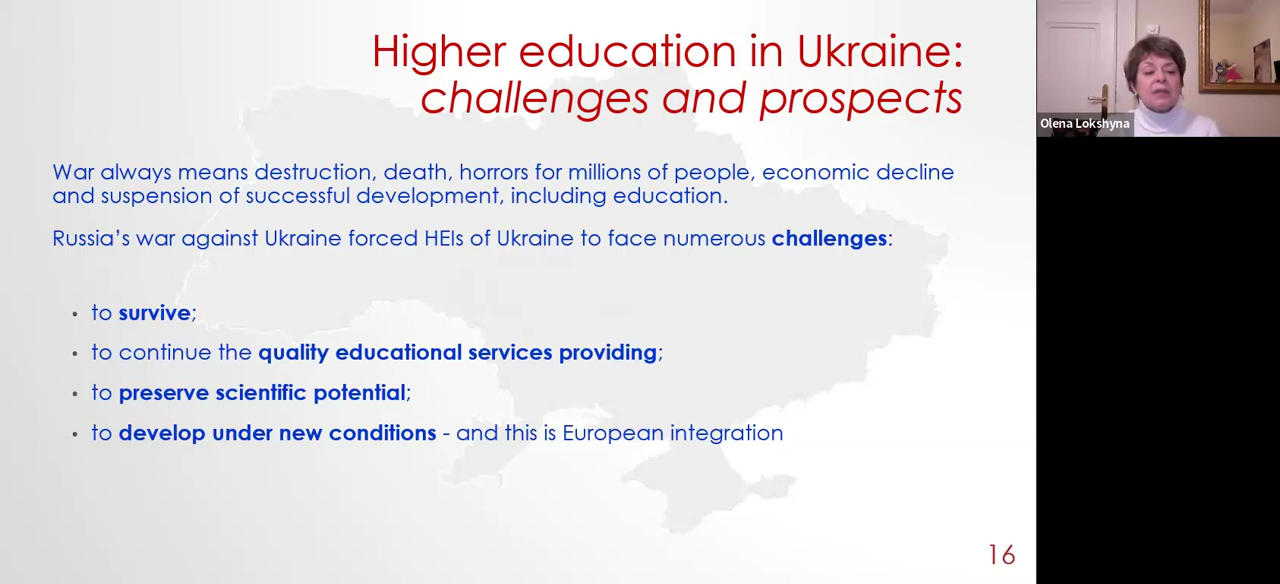 Higher education in Ukraine:
challenges and prospects
War always means destruction, death, horrors for millions of people, economic decline
and suspension of successful development, including education.
Russia’s war against Ukraine forced HEIs of Ukraine to face numerous challenges:
• to survive;
• to continue the quality educational services providing;
• to preserve scientific potential;
• to develop under new conditions - and this is European integration
16
Olena Lokshyna